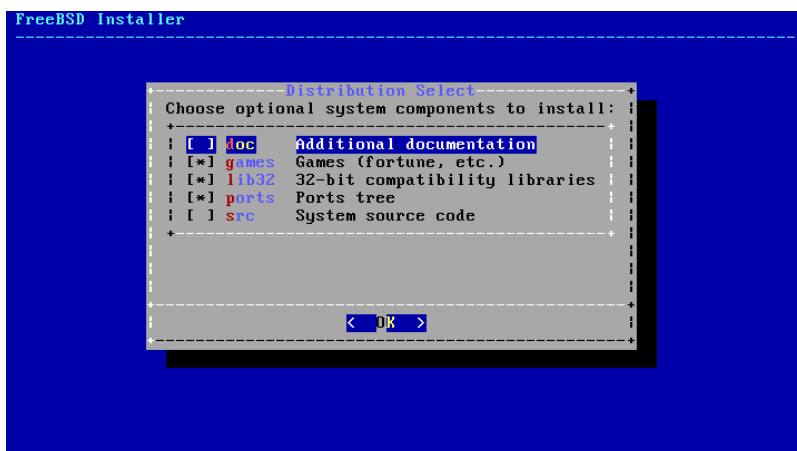 FreeBSD Installer
Distribution Select
Choose optional system components to install:
[ ] doc Additional documentation
[*] games Games (fortune, etc.)
[*] lib32 32-bit compatibility libraries
[*] ports Ports tree
[ ] src System source code
< OK >